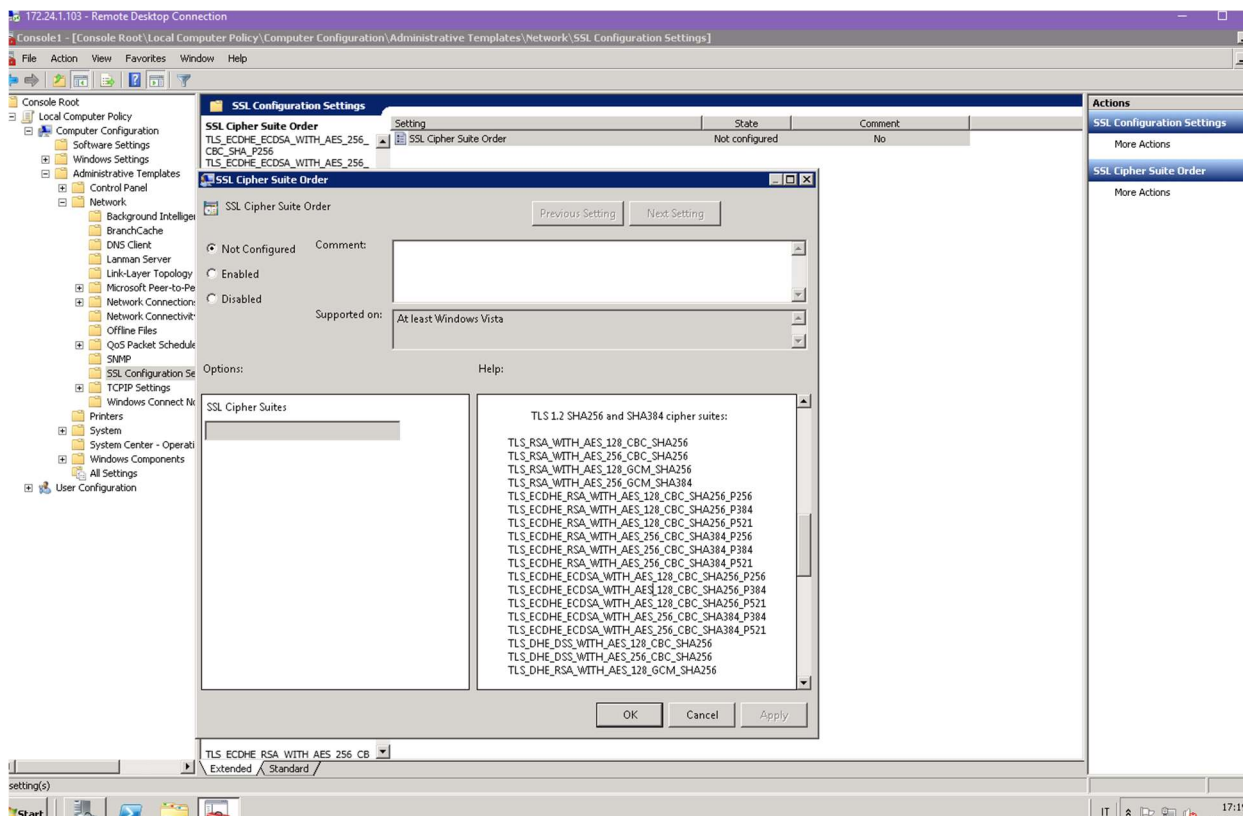 172.24.1.103 - Remote Desktop Connection
Console1 - [Console Root\Local Computer Policy\Computer Configuration\Administrative Templates\Network\SSL Configuration Settings]
File Action View Favorites Window Help
Console Root
Local Computer Policy
Computer Configuration
Software Settings
Windows Settings
Administrative Templates
Control Panel
Network
Background Intelliger
BranchCache
DNS Client
Lanman Server
Link-Layer Topology
Microsoft Peer-to-Pe
Network Connection:
Network Connectivit
Offline Files
QoS Packet Schedule
SNMP
SSL Configuration Se
TCPIP Settings
Windows Connect No
Printers
System
System Center - Operati
Windows Components
All Settings
User Configuration
SSL Configuration Settings
SSL Cipher Suite Order
TLS_ECDHE_ECDSA_WITH_AES_256_
CBC_SHA_P256
TLS_ECDHE_ECDSA_WITH_AES_256_
Setting State Comment
SSL Cipher Suite Order Not configured No
SSL Cipher Suite Order
SSL Cipher Suite Order
Previous Setting Next Setting
Not Configured Comment:
Enabled
Disabled
Supported on: At least Windows Vista
Options: Help:
SSL Cipher Suites
TLS 1.2 SHA256 and SHA384 cipher suites:
TLS_RSA_WITH_AES_128_CBC_SHA256
TLS_RSA_WITH_AES_256_CBC_SHA256
TLS_RSA_WITH_AES_128_GCM_SHA256
TLS_RSA_WITH_AES_256_GCM_SHA384
TLS_ECDHE_RSA_WITH_AES_128_CBC_SHA256_P256
TLS_ECDHE_RSA_WITH_AES_128_CBC_SHA256_P384
TLS_ECDHE_RSA_WITH_AES_128_CBC_SHA256_P521
TLS_ECDHE_RSA_WITH_AES_256_CBC_SHA384_P256
TLS_ECDHE_RSA_WITH_AES_256_CBC_SHA384_P384
TLS_ECDHE_RSA_WITH_AES_256_CBC_SHA384_P521
TLS_ECDHE_ECDSA_WITH_AES_128_CBC_SHA256_P256
TLS_ECDHE_ECDSA_WITH_AES_128_CBC_SHA256_P384
TLS_ECDHE_ECDSA_WITH_AES_128_CBC_SHA256_P521
TLS_ECDHE_ECDSA_WITH_AES_256_CBC_SHA384_P384
TLS_ECDHE_ECDSA_WITH_AES_256_CBC_SHA384_P521
TLS_DHE_DSS_WITH_AES_128_CBC_SHA256
TLS_DHE_DSS_WITH_AES_256_CBC_SHA256
TLS_DHE_RSA_WITH_AES_128_GCM_SHA256
OK Cancel Apply
TLS_ECDHE_RSA_WITH_AES_256_CB
Extended Standard
Actions
SSL Configuration Settings
More Actions
SSL Cipher Suite Order
More Actions
setting(s)
Start
IT 17:19